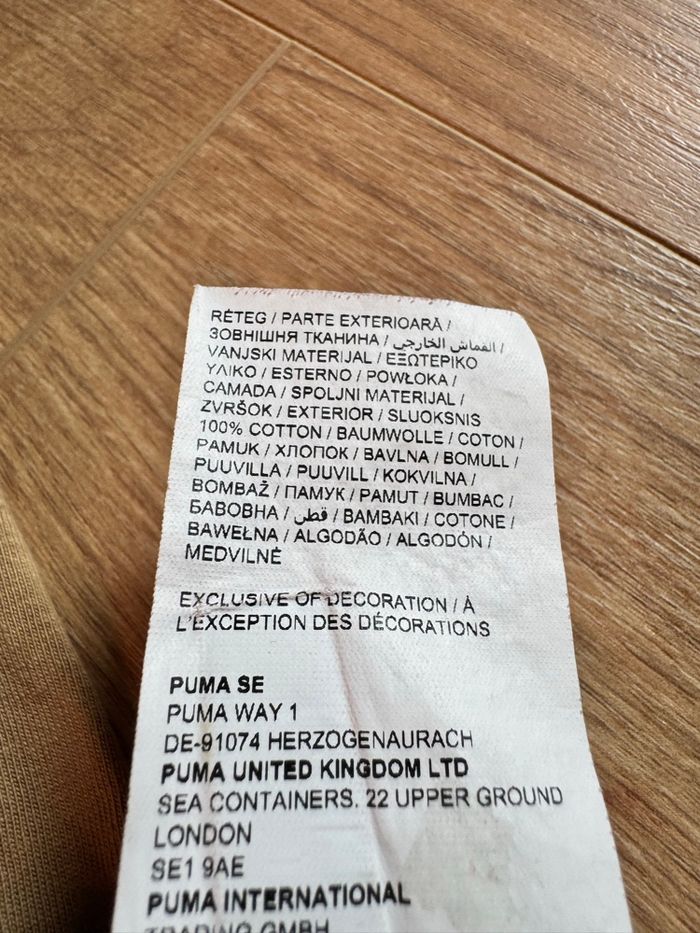 RÉTEG / PARTE EXTERIOARĂ /
ЗОВНІШНЯ ТКАНИНА / القماش الخارجي /
VANJSKI MATERIJAL / ΕΞΩΤΕΡΙΚΟ
ΥΛΙΚΟ / ESTERNO / POWŁOKA /
CAMADA / SPOLJNI MATERIJAL /
ZVRŠOK / EXTERIOR / SLUOKSNIS
100% COTTON / BAUMWOLLE / COTON /
PAMUK / ХЛОПОК / BAVLNA / BOMULL /
PUUVILLA / PUUVILL / KOKVILNA /
BOMBAŽ / ПАМУК / PAMUT / BUMBAC /
БАВОВНА / قطن / BAMBAKI / COTONE /
BAWEŁNA / ALGODÃO / ALGODÓN /
MEDVILNĖ
EXCLUSIVE OF DECORATION / À
L'EXCEPTION DES DÉCORATIONS
PUMA SE
PUMA WAY 1
DE-91074 HERZOGENAURACH
PUMA UNITED KINGDOM LTD
SEA CONTAINERS. 22 UPPER GROUND
LONDON
SE1 9AE
PUMA INTERNATIONAL
TRADING GMBH